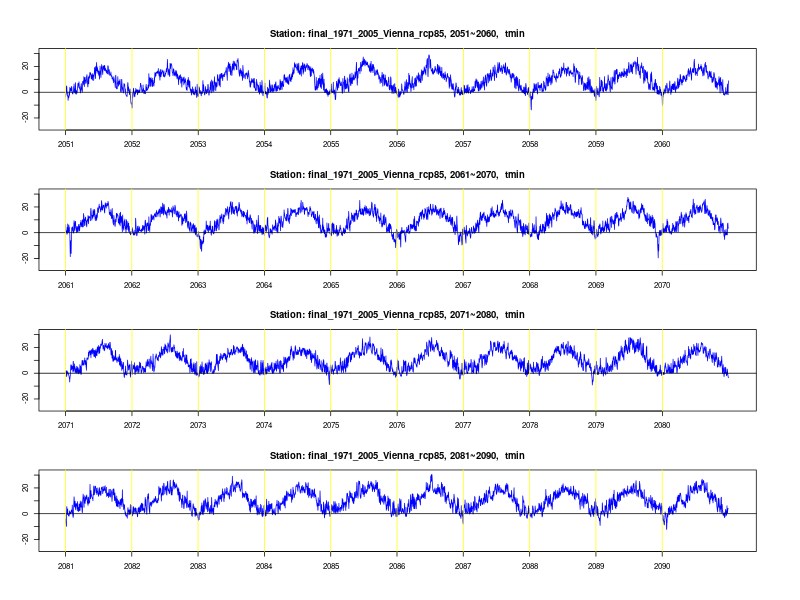 Station: final_1971_2005_Vienna_rcp85, 2051~2060, tmin
20
0
-20
2051 2052 2053 2054 2055 2056 2057 2058 2059 2060
Station: final_1971_2005_Vienna_rcp85, 2061~2070, tmin
20
0
-20
2061 2062 2063 2064 2065 2066 2067 2068 2069 2070
Station: final_1971_2005_Vienna_rcp85, 2071~2080, tmin
20
0
-20
2071 2072 2073 2074 2075 2076 2077 2078 2079 2080
Station: final_1971_2005_Vienna_rcp85, 2081~2090, tmin
20
0
-20
2081 2082 2083 2084 2085 2086 2087 2088 2089 2090